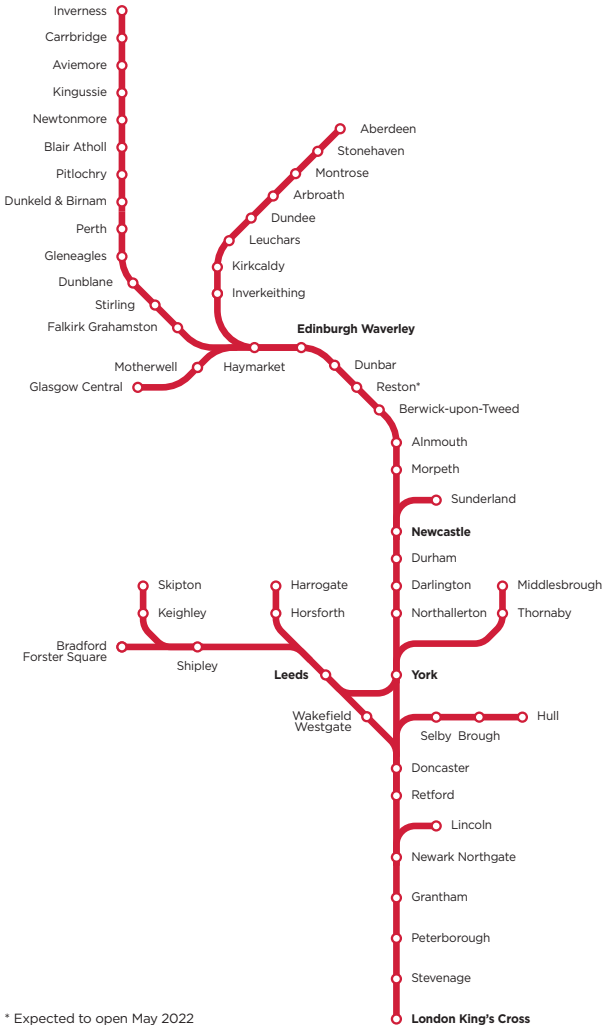 Inverness
Carrbridge
Aviemore
Kingussie
Newtonmore
Blair Atholl
Pitlochry
Dunkeld & Birnam
Perth
Gleneagles
Dunblane
Stirling
Falkirk Grahamston
Aberdeen
Stonehaven
Montrose
Arbroath
Dundee
Leuchars
Kirkcaldy
Inverkeithing
Edinburgh Waverley
Motherwell
Haymarket
Glasgow Central
Dunbar
Reston*
Berwick-upon-Tweed
Alnmouth
Morpeth
Sunderland
Newcastle
Durham
Darlington
Northallerton
Middlesbrough
Thornaby
Skipton
Keighley
Harrogate
Horsforth
Bradford
Forster Square
Shipley
Leeds
York
Wakefield
Westgate
Selby
Brough
Hull
Doncaster
Retford
Lincoln
Newark Northgate
Grantham
Peterborough
Stevenage
London King's Cross
* Expected to open May 2022